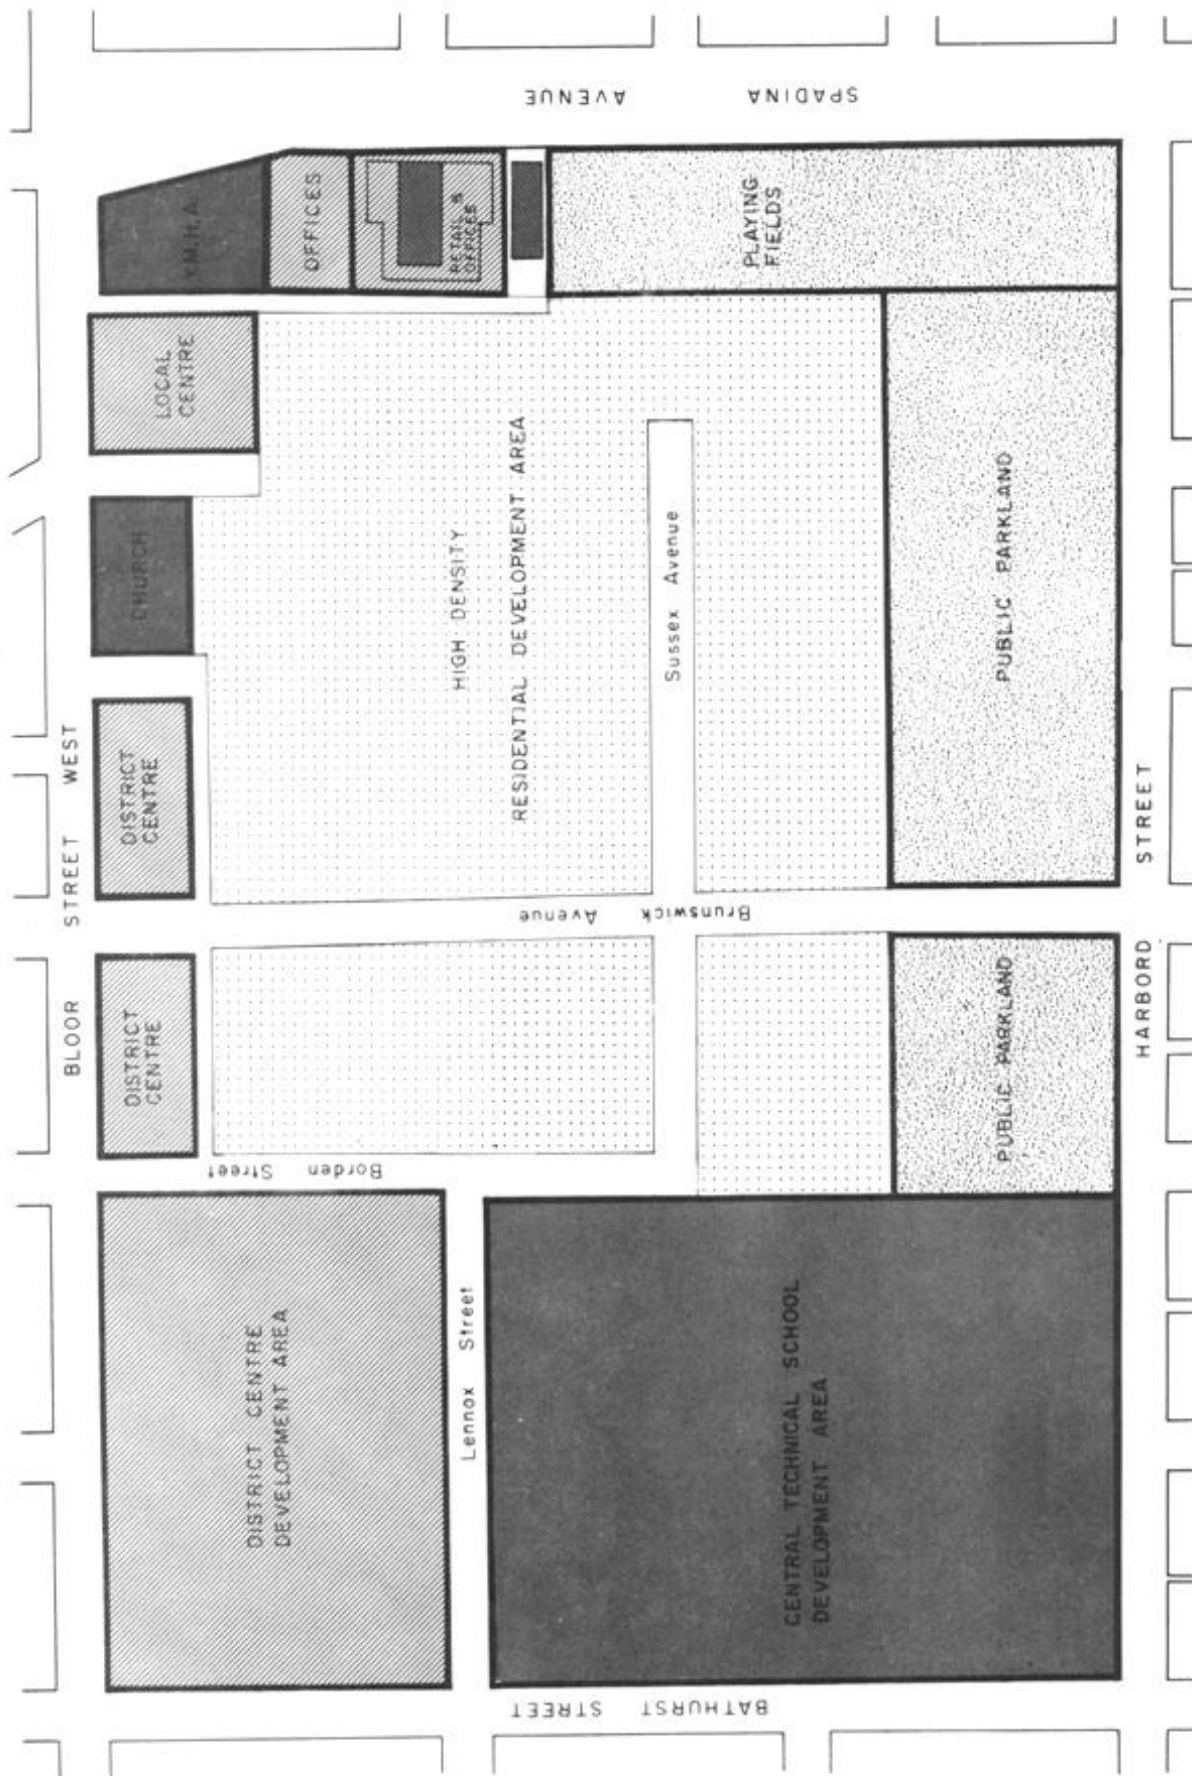 SPADINA AVENUE
Y.M.H.A.
OFFICES
RETAIL &
OFFICES
PLAYING
FIELDS
LOCAL
CENTRE
CHURCH
HIGH DENSITY
RESIDENTIAL DEVELOPMENT AREA
Sussex Avenue
PUBLIC PARKLAND
DISTRICT
CENTRE
BLOOR STREET WEST
Brunswick Avenue
HARBORD STREET
DISTRICT
CENTRE
PUBLIC PARKLAND
Borden Street
DISTRICT CENTRE
DEVELOPMENT AREA
Lennox Street
CENTRAL TECHNICAL SCHOOL
DEVELOPMENT AREA
BATHURST STREET